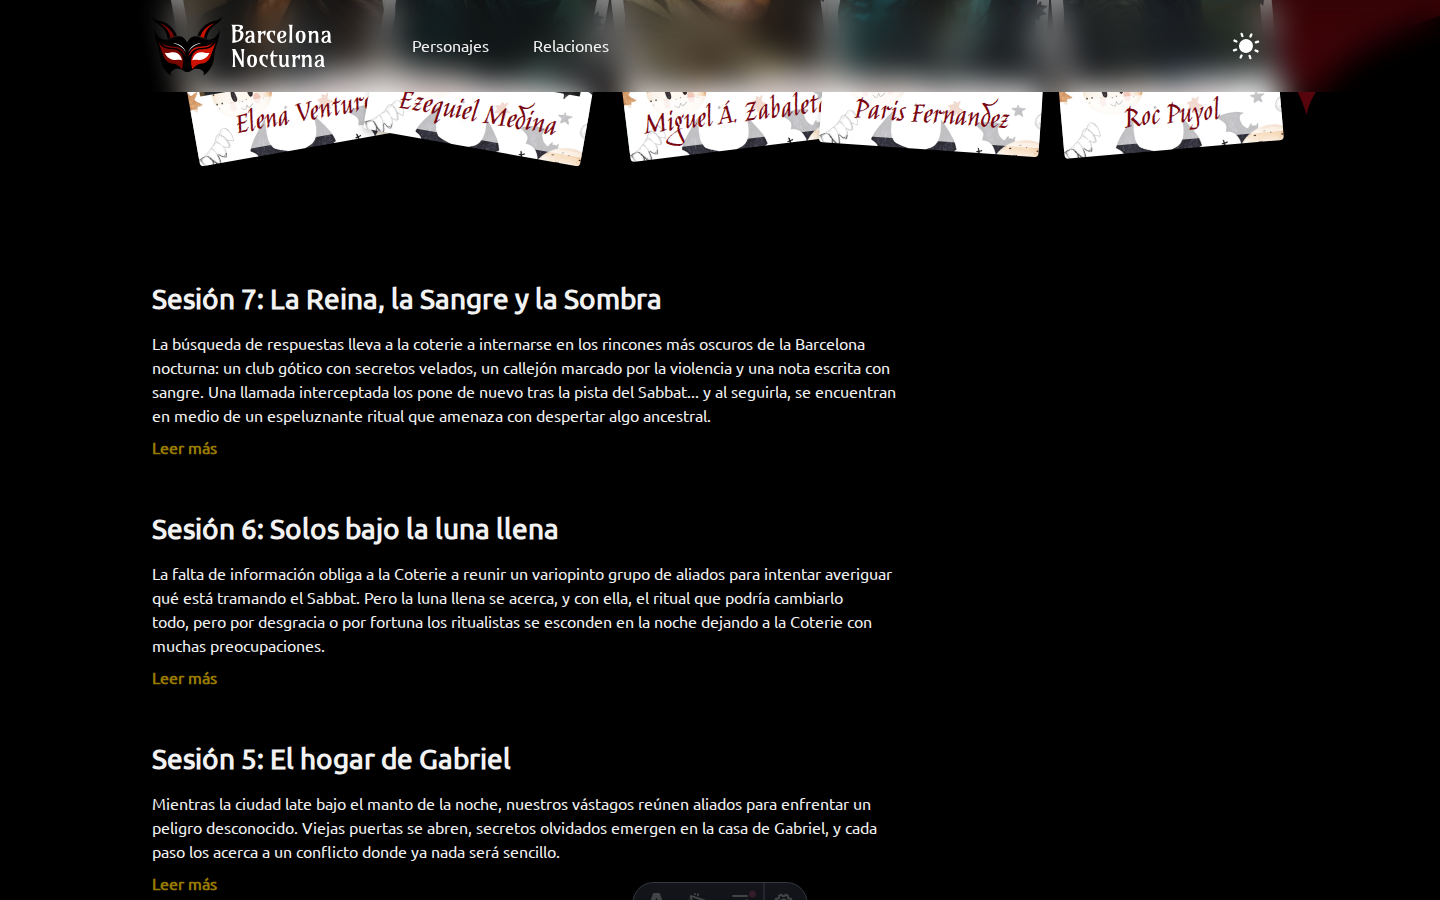 Barcelona
Nocturna
Personajes
Relaciones
Elena Ventura
Ezequiel Medina
Miguel Á. Zabaleta
Paris Fernandez
Roc Puyol
Sesión 7: La Reina, la Sangre y la Sombra
La búsqueda de respuestas lleva a la coterie a internarse en los rincones más oscuros de la Barcelona
nocturna: un club gótico con secretos velados, un callejón marcado por la violencia y una nota escrita con
sangre. Una llamada interceptada los pone de nuevo tras la pista del Sabbat... y al seguirla, se encuentran
en medio de un espeluznante ritual que amenaza con despertar algo ancestral.
Leer más
Sesión 6: Solos bajo la luna llena
La falta de información obliga a la Coterie a reunir un variopinto grupo de aliados para intentar averiguar
qué está tramando el Sabbat. Pero la luna llena se acerca, y con ella, el ritual que podría cambiarlo
todo, pero por desgracia o por fortuna los ritualistas se esconden en la noche dejando a la Coterie con
muchas preocupaciones.
Leer más
Sesión 5: El hogar de Gabriel
Mientras la ciudad late bajo el manto de la noche, nuestros vástagos reúnen aliados para enfrentar un
peligro desconocido. Viejas puertas se abren, secretos olvidados emergen en la casa de Gabriel, y cada
paso los acerca a un conflicto donde ya nada será sencillo.
Leer más